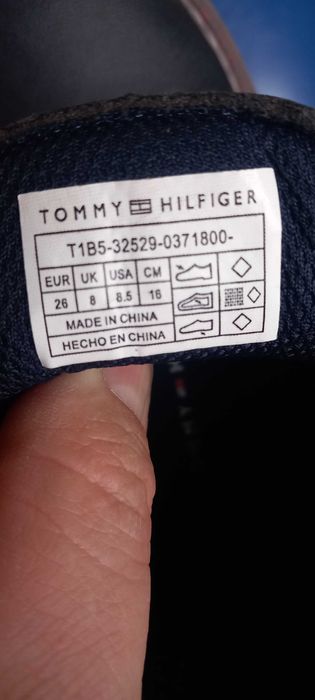 TOMMY HILFIGER
T1B5-32529-0371800-
EUR UK USA CM
26 8 8.5 16
MADE IN CHINA
HECHO EN CHINA